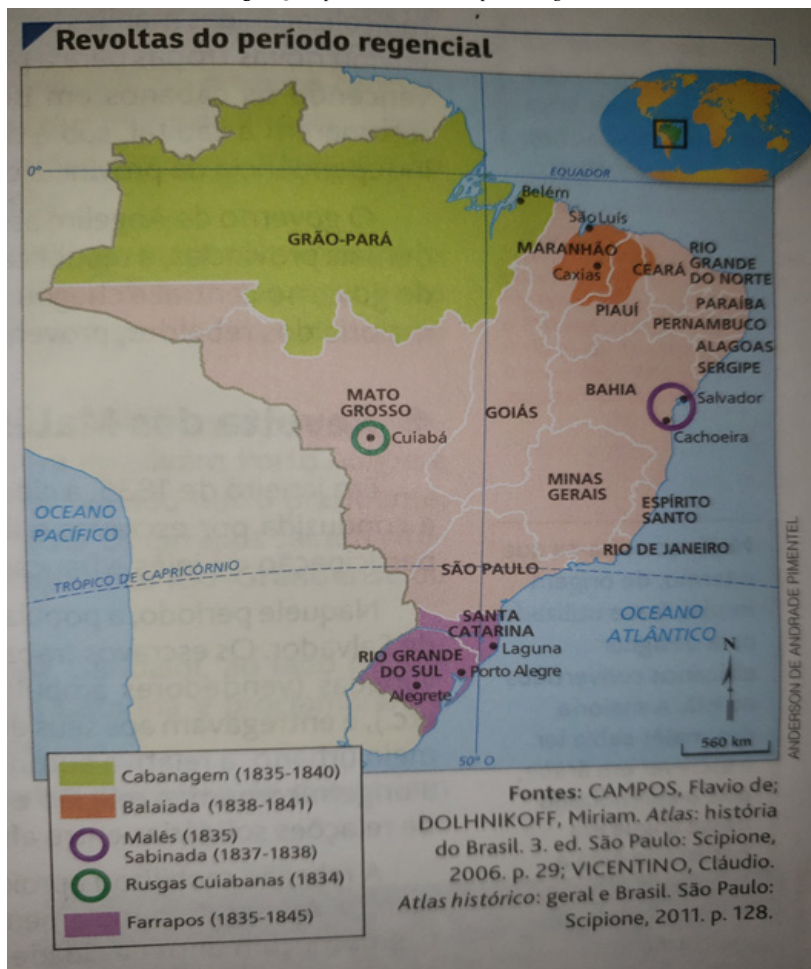 Revoltas do período regencial
0°
EQUADOR
Belém
São Luís
GRÃO-PARÁ
MARANHÃO
Caxias
CEARÁ
RIO
GRANDE
DO NORTE
PIAUÍ
PARAÍBA
PERNAMBUCO
ALAGOAS
SERGIPE
BAHIA
Salvador
Cachoeira
MATO
GROSSO
GOIÁS
Cuiabá
MINAS
GERAIS
ESPÍRITO
SANTO
OCEANO
PACÍFICO
RIO DE JANEIRO
SÃO PAULO
TRÓPICO DE CAPRICÓRNIO
SANTA
CATARINA
OCEANO
ATLÂNTICO
Laguna
RIO GRANDE
DO SUL
Porto Alegre
Alegrete
N
560 km
50° O
ANDERSON DE ANDRADE PIMENTEL
Cabanagem (1835-1840)
Balaiada (1838-1841)
Malês (1835)
Sabinada (1837-1838)
Rusgas Cuiabanas (1834)
Farrapos (1835-1845)
Fontes: CAMPOS, Flavio de;
DOLHNIKOFF, Miriam. Atlas: história
do Brasil. 3. ed. São Paulo: Scipione,
2006. p. 29; VICENTINO, Cláudio.
Atlas histórico: geral e Brasil. São Paulo:
Scipione, 2011. p. 128.